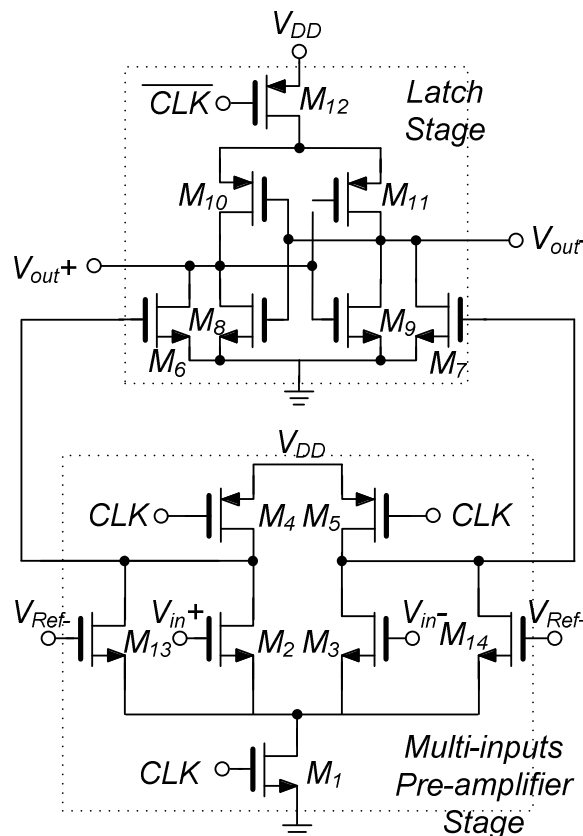 VDD
CLK
M12
Latch
Stage
M10
M11
Vout+
Vout-
M8
M9
M6
M7
VDD
CLK
M4
M5
CLK
VRef-
Vin+
Vin-
VRef-
M13
M2
M3
M14
CLK
M1
Multi-inputs
Pre-amplifier
Stage